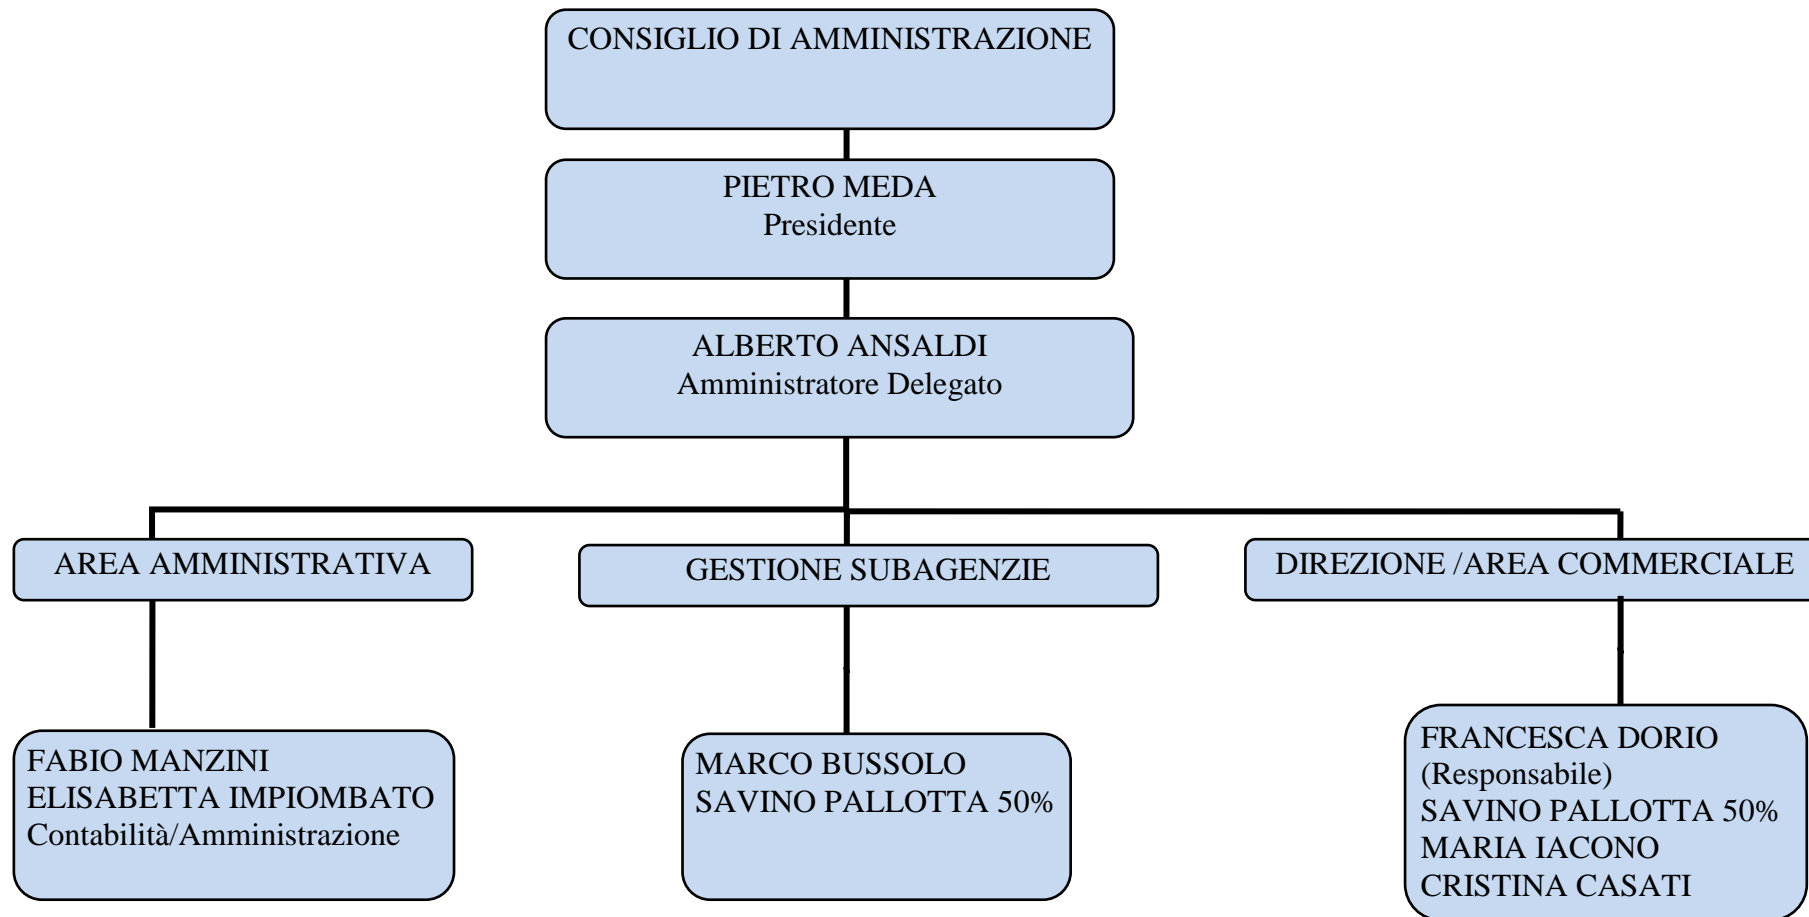 CONSIGLIO DI AMMINISTRAZIONE
PIETRO MEDA
Presidente
ALBERTO ANSALDI
Amministratore Delegato
AREA AMMINISTRATIVA
GESTIONE SUBAGENZIE
DIREZIONE /AREA COMMERCIALE
FABIO MANZINI
ELISABETTA IMPIOMBATO
Contabilità/Amministrazione
MARCO BUSSOLO
SAVINO PALLOTTA 50%
FRANCESCA DORIO
(Responsabile)
SAVINO PALLOTTA 50%
MARIA IACONO
CRISTINA CASATI